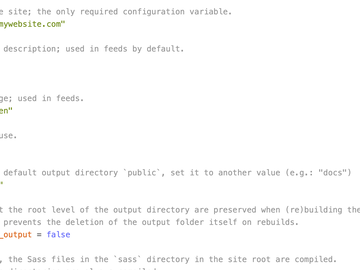 e site; the only required configuration variable.
mywebsite.com"
description; used in feeds by default.
ge; used in feeds.
en"
use.
default output directory `public`, set it to another value (e.g.: "docs")
"
t the root level of the output directory are preserved when (re)building the
prevents the deletion of the output folder itself on rebuilds.
_output = false
, the Sass files in the `sass` directory in the site root are compiled.